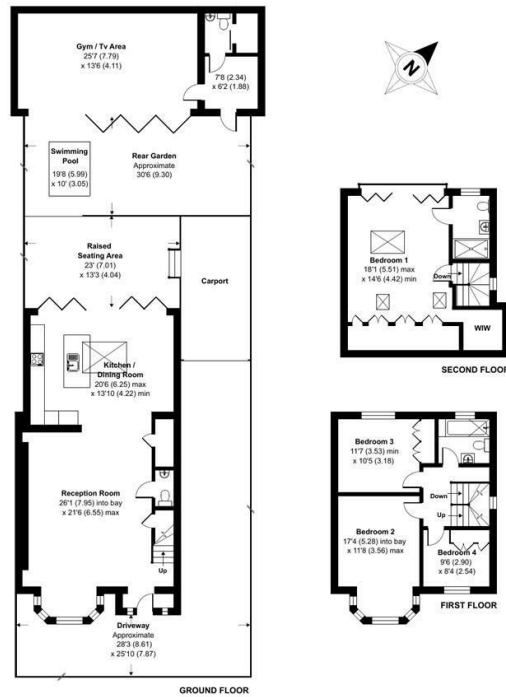 Gym / Tv Area
25'7 (7.79)
x 13'6 (4.11)
7'8 (2.34)
x 6'2 (1.88)
N
Swimming
Pool
19'8 (5.99)
x 10' (3.05)
Rear Garden
Approximate
30'6 (9.30)
Raised
Seating Area
23' (7.01)
x 13'3 (4.04)
Carport
Kitchen /
Dining Room
20'6 (6.25) max
x 13'10 (4.22) min
Reception Room
26'1 (7.95) into bay
x 21'6 (6.55) max
Up
Driveway
Approximate
28'3 (8.61)
x 25'10 (7.87)
GROUND FLOOR
Bedroom 1
18'1 (5.51) max
x 14'6 (4.42) min
Down
WIW
SECOND FLOOR
Bedroom 3
11'7 (3.53) min
x 10'5 (3.18)
Down
Up
Bedroom 2
17'4 (5.28) into bay
x 11'8 (3.56) max
Bedroom 4
9'6 (2.90)
x 8'4 (2.54)
FIRST FLOOR